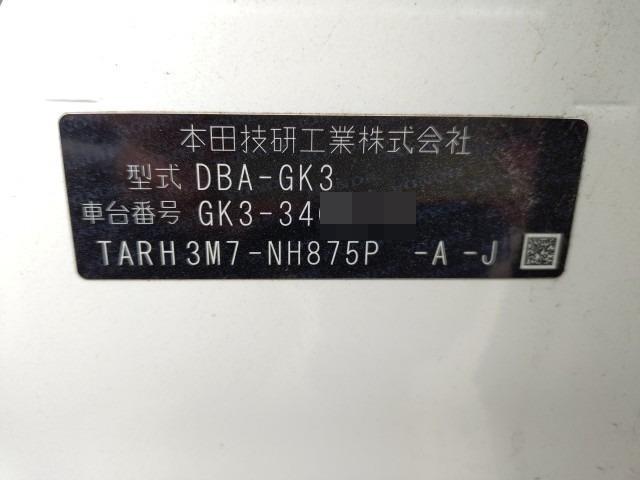 本田技研工業株式会社
型式 DBA-GK3
車台番号 GK3-34
TARH3M7-NH875P -A -J